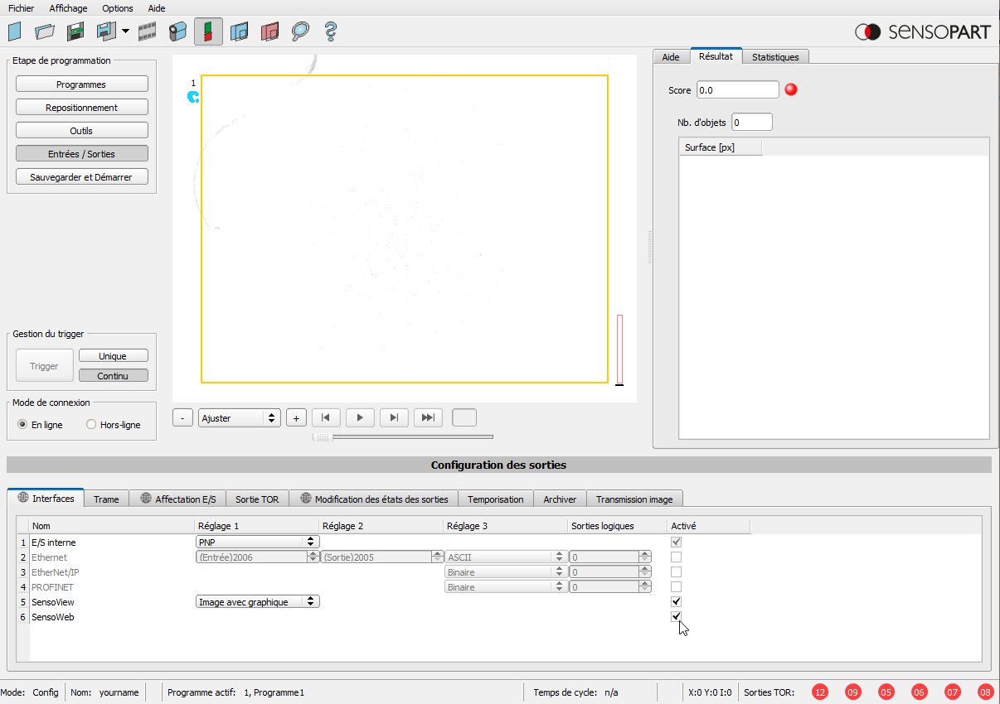 Fichier Affichage Options Aide
SENSOPART
Etape de programmation
Programmes
Repositionnement
Outils
Entrées / Sorties
Sauvegarder et Démarrer
1
Gestion du trigger
Trigger
Unique
Continu
Mode de connexion
En ligne
Hors-ligne
- Ajuster +
Aide Résultat Statistiques
Score 0.0
Nb. d'objets 0
Surface [px]
Configuration des sorties
Interfaces Trame Affectation E/S Sortie TOR Modification des états des sorties Temporisation Archiver Transmission image
Nom Réglage 1 Réglage 2 Réglage 3 Sorties logiques Activé
1 E/S interne PNP
2 Ethernet (Entrée)2006 (Sortie)2005 ASCII 0
3 EtherNet/IP Binaire 0
4 PROFINET Binaire 0
5 SensoView Image avec graphique
6 SensoWeb
Mode: Config Nom: yourname Programme actif: 1, Programme1 Temps de cycle: n/a X:0 Y:0 I:0 Sorties TOR: 12 09 05 06 07 08